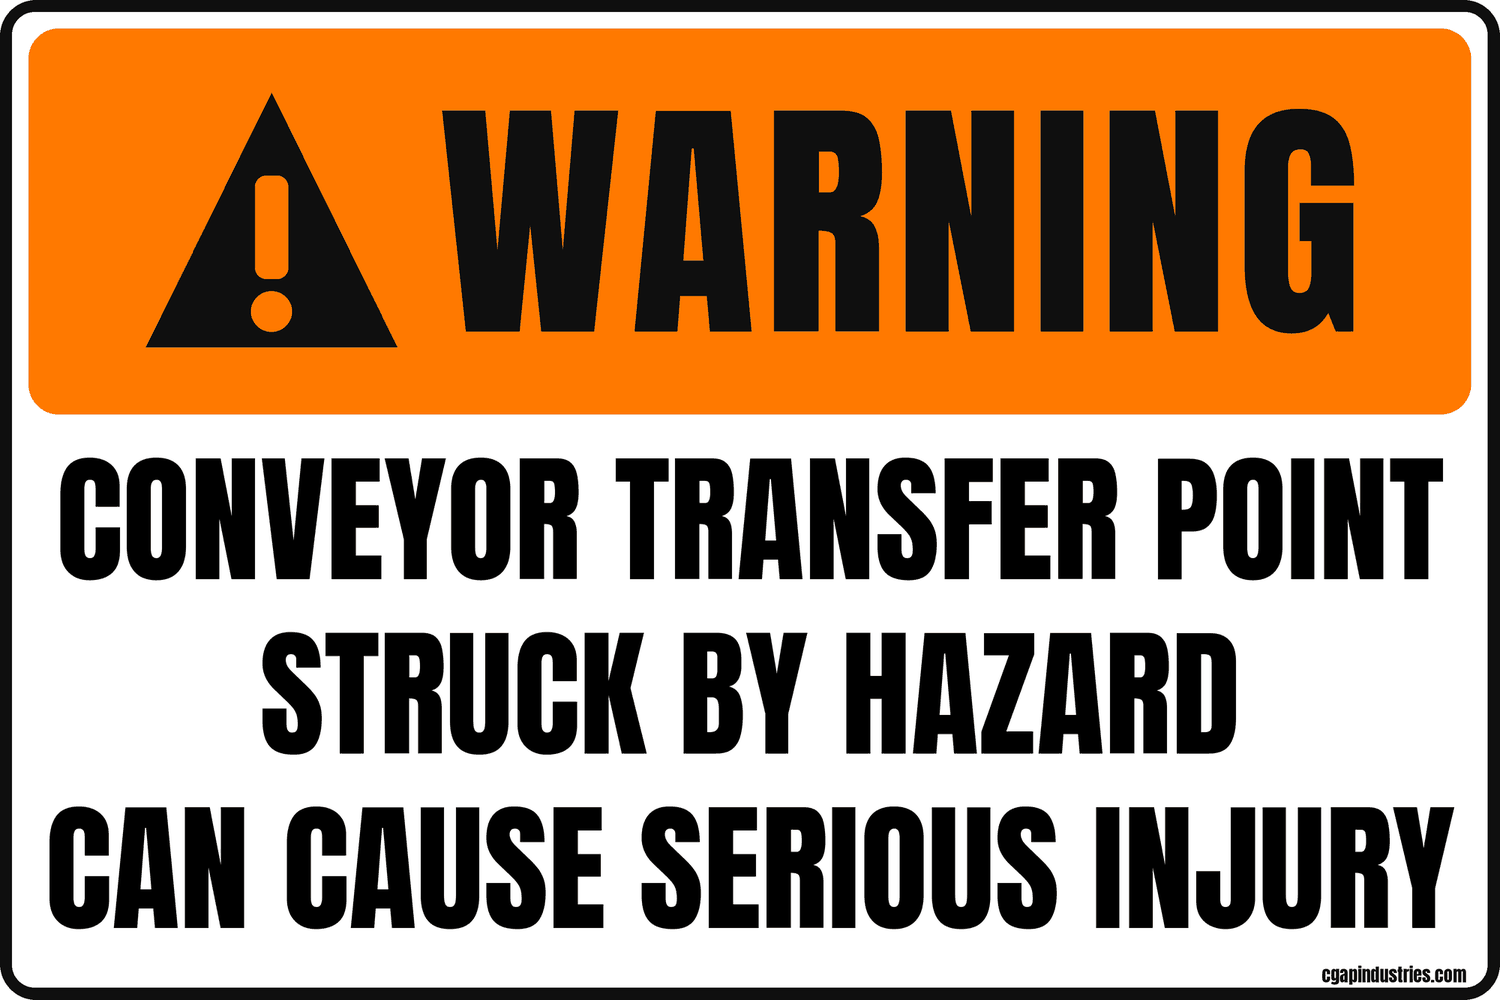 WARNING
CONVEYOR TRANSFER POINT
STRUCK BY HAZARD
CAN CAUSE SERIOUS INJURY
cgapindustries.com